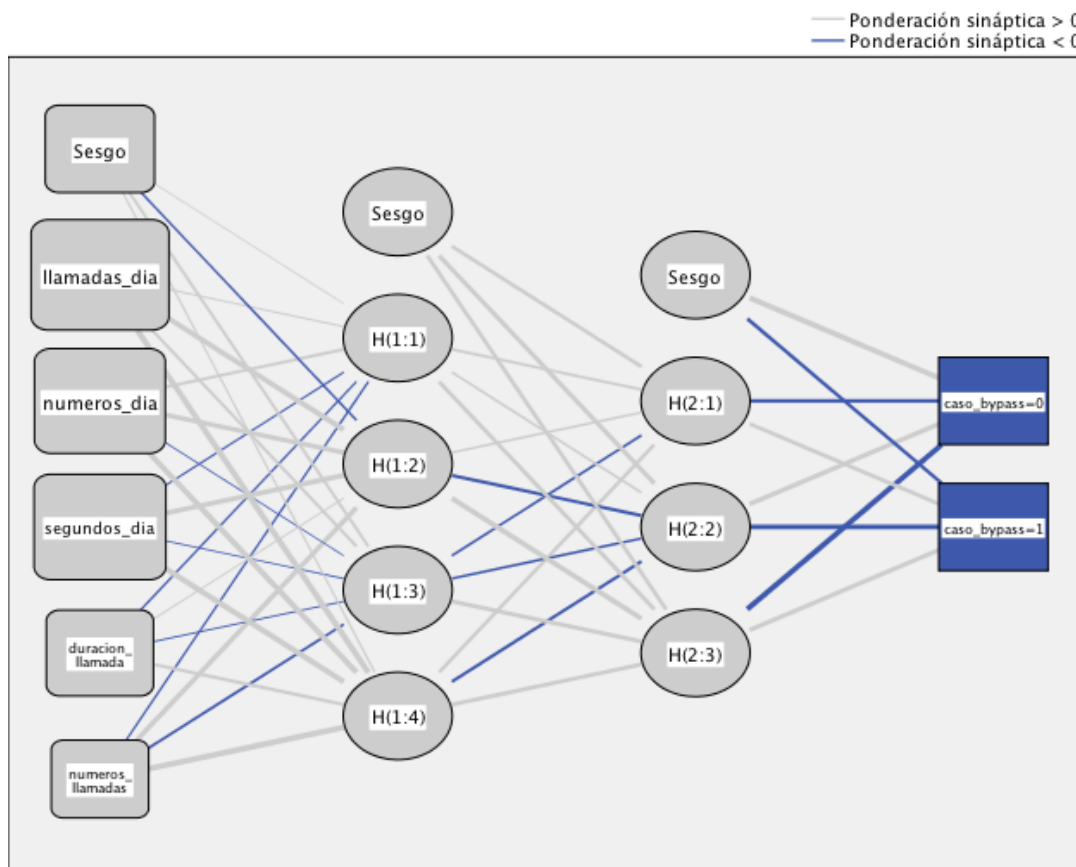 Ponderación sináptica > 0
Ponderación sináptica < 0
Sesgo
llamadas_dia
numeros_dia
segundos_dia
duracion_
llamada
numeros_
llamadas
Sesgo
H(1:1)
H(1:2)
H(1:3)
H(1:4)
Sesgo
H(2:1)
H(2:2)
H(2:3)
caso_bypass=0
caso_bypass=1